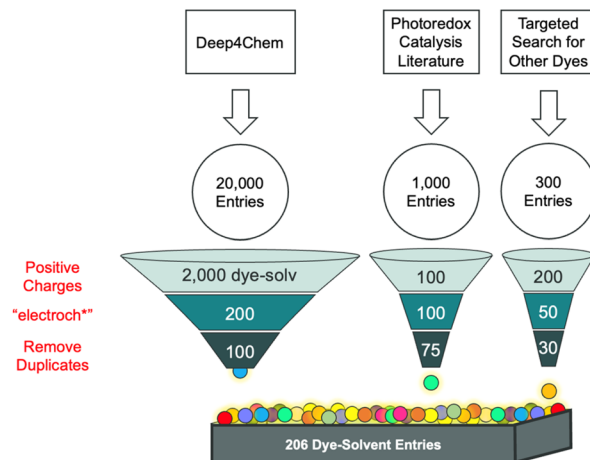 Deep4Chem
Photoredox
Catalysis
Literature
Targeted
Search for
Other Dyes
20,000
Entries
1,000
Entries
300
Entries
Positive
Charges
2,000 dye-solv
100
200
"electroch*"
200
100
50
Remove
Duplicates
100
75
30
206 Dye-Solvent Entries